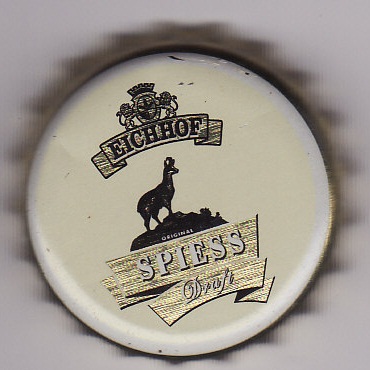 EICHHOF
ORIGINAL
SPIESS
Draft